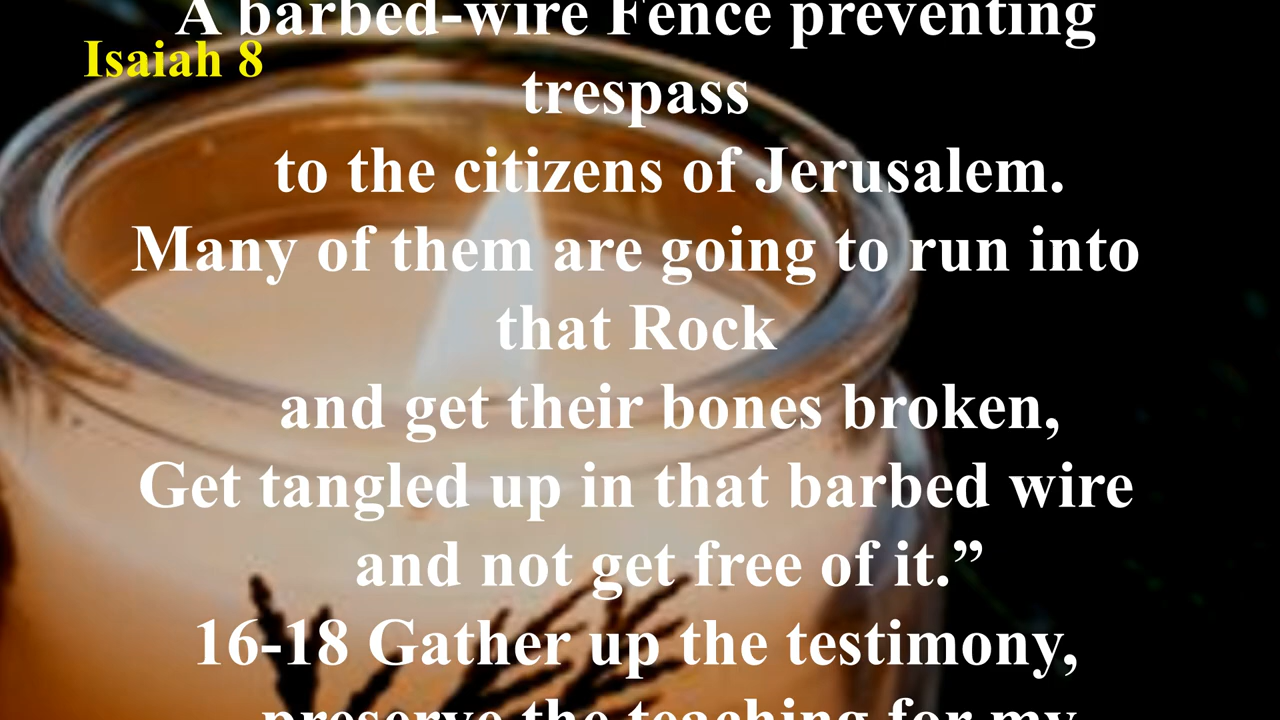 A barbed-wire Fence preventing
Isaiah 8
trespass
to the citizens of Jerusalem.
Many of them are going to run into
that Rock
and get their bones broken,
Get tangled up in that barbed wire
and not get free of it.”
16-18 Gather up the testimony,
preserve the teaching for my